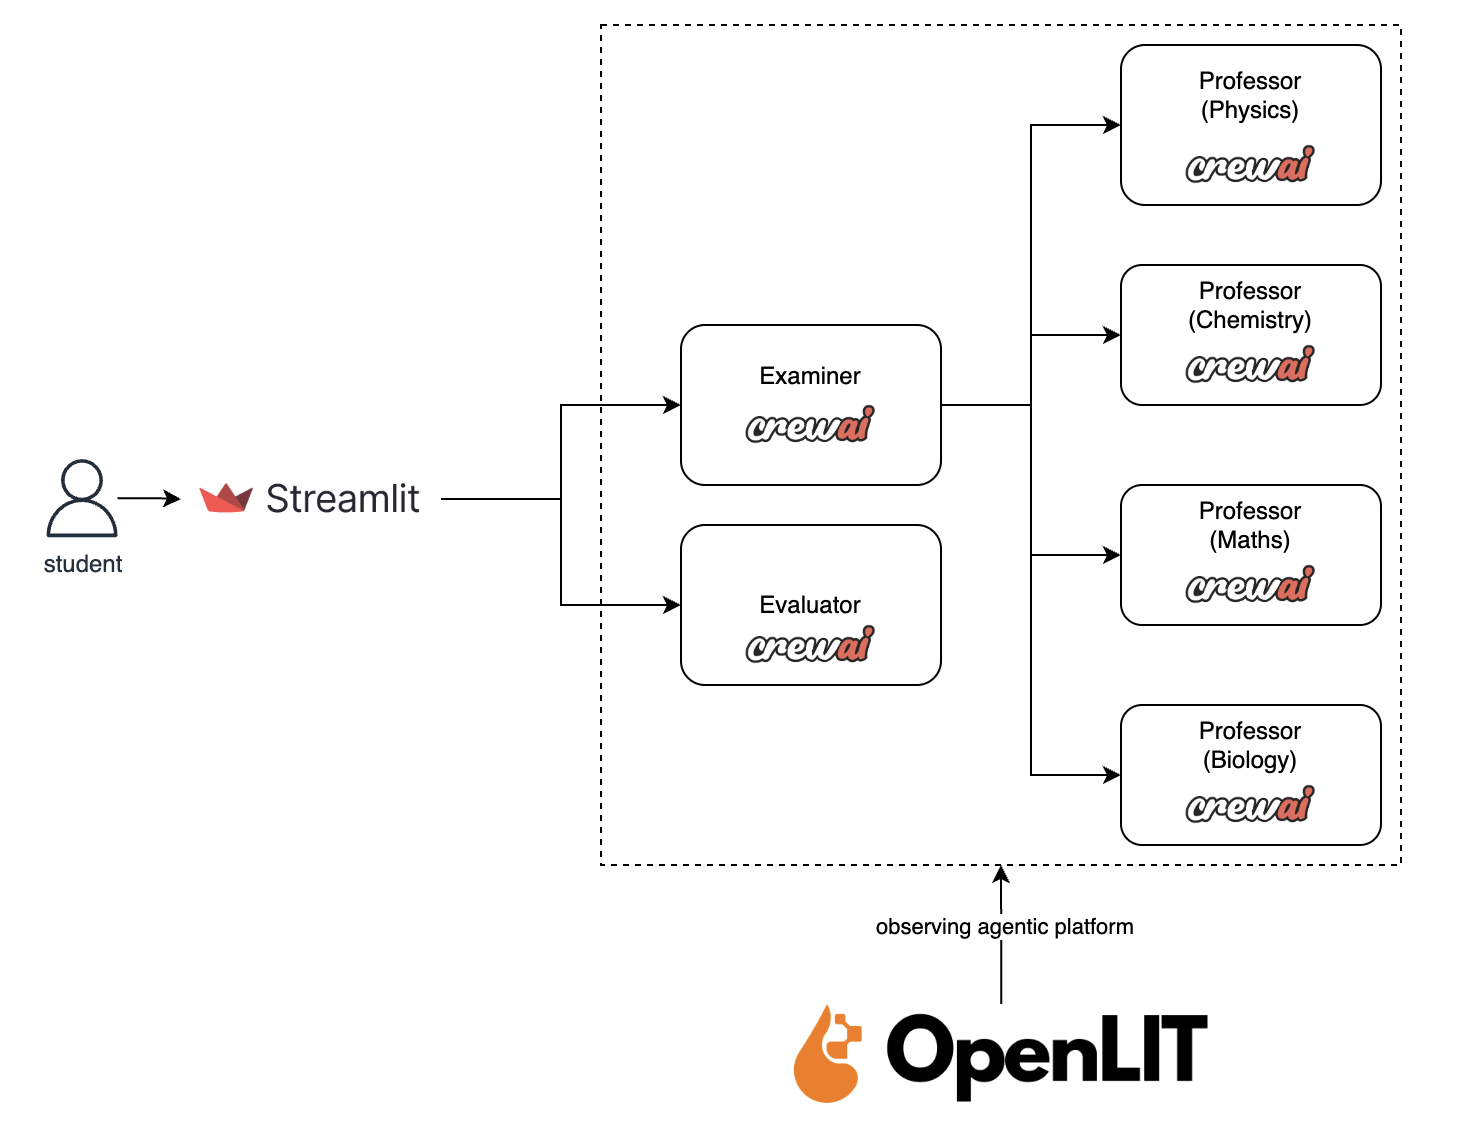 student
Streamlit
Examiner
crewai
Evaluator
crewai
Professor
(Physics)
crewai
Professor
(Chemistry)
crewai
Professor
(Maths)
crewai
Professor
(Biology)
crewai
observing agentic platform
OpenLIT